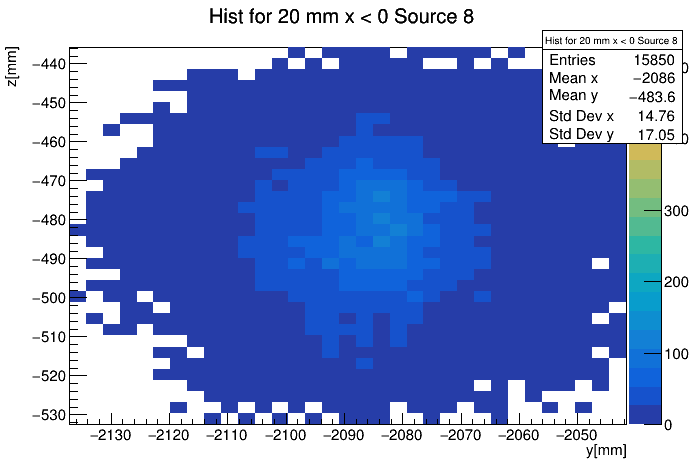 Hist for 20 mm x < 0 Source 8
Hist for 20 mm x < 0 Source 8
Entries 15850
Mean x −2086
Mean y −483.6
Std Dev x 14.76
Std Dev y 17.05
z[mm]
−440
−450
−460
−470
−480
−490
−500
−510
−520
−530
−2130 −2120 −2110 −2100 −2090 −2080 −2070 −2060 −2050
y[mm]
0
0
300
200
100
0